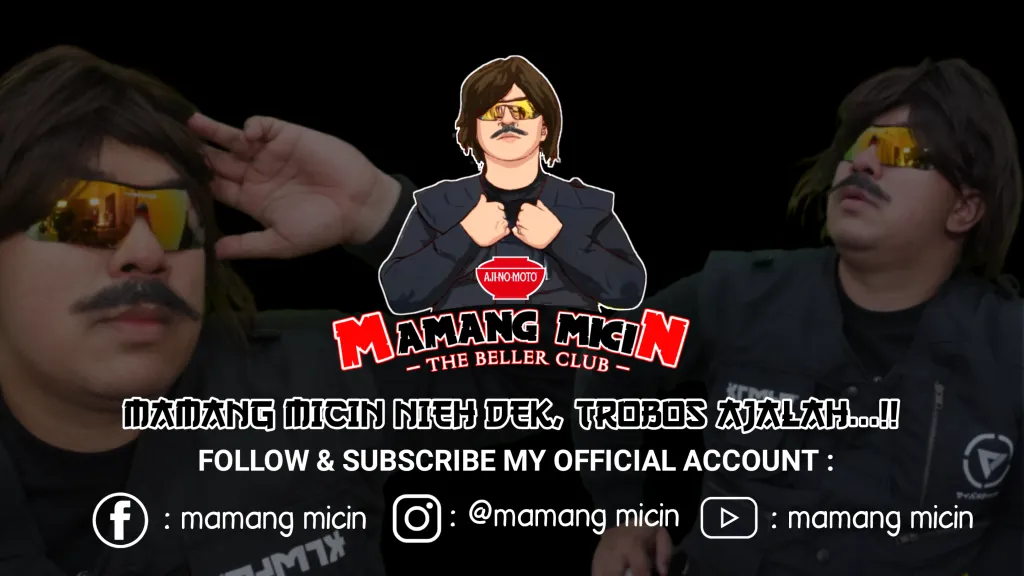 AJI-NO-MOTO
MAMANG MICIN
– THE BELLER CLUB –
MAMANG MICIN NIEH DEK, TROBOS AJALAH...!!
FOLLOW & SUBSCRIBE MY OFFICIAL ACCOUNT :
: mamang micin : @mamang micin : mamang micin